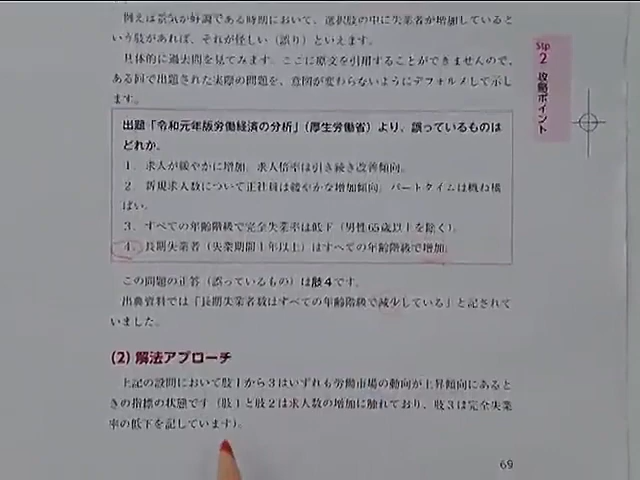 例えば景気が好調である時期において、選択肢の中に失業者が増加していると
いう肢があれば、それが怪しい（誤り）といえます。
具体的に過去問を見てみます。ここに原文を引用することができませんので、
ある回で出題された実際の問題を、意図が変わらないようにデフォルメして示し
ます。
出題「令和元年版労働経済の分析」（厚生労働省）より、誤っているものは
どれか。
1．求人が緩やかに増加。求人倍率は引き続き改善傾向。
2．新規求人数について正社員は緩やかな増加傾向。パートタイムは概ね横
ばい。
3．すべての年齢階級で完全失業率は低下（男性65歳以上を除く）。
4．長期失業者（失業期間1年以上）はすべての年齢階級で増加。
この問題の正答（誤っているもの）は肢4です。
出典資料では「長期失業者数はすべての年齢階級で減少している」と記されて
いました。
(2) 解法アプローチ
上記の設問において肢1から3はいずれも労働市場の動向が上昇傾向にあると
きの指標の状態です（肢1と肢2は求人数の増加に触れており、肢3は完全失業
率の低下を記しています）。
69
Step
2
攻略ポイント